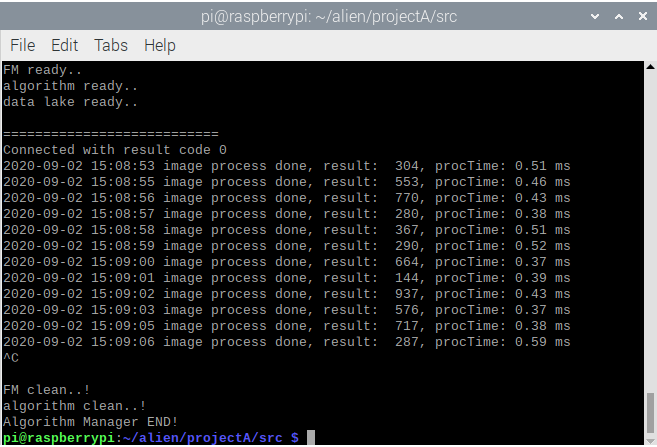 pi@raspberrypi: ~/alien/projectA/src
File Edit Tabs Help
FM ready..
algorithm ready..
data lake ready..
===========================
Connected with result code 0
2020-09-02 15:08:53 image process done, result:  304, procTime: 0.51 ms
2020-09-02 15:08:55 image process done, result:  553, procTime: 0.46 ms
2020-09-02 15:08:56 image process done, result:  770, procTime: 0.43 ms
2020-09-02 15:08:57 image process done, result:  280, procTime: 0.38 ms
2020-09-02 15:08:58 image process done, result:  367, procTime: 0.51 ms
2020-09-02 15:08:59 image process done, result:  290, procTime: 0.52 ms
2020-09-02 15:09:00 image process done, result:  664, procTime: 0.37 ms
2020-09-02 15:09:01 image process done, result:  144, procTime: 0.39 ms
2020-09-02 15:09:02 image process done, result:  937, procTime: 0.43 ms
2020-09-02 15:09:03 image process done, result:  576, procTime: 0.37 ms
2020-09-02 15:09:05 image process done, result:  717, procTime: 0.38 ms
2020-09-02 15:09:06 image process done, result:  287, procTime: 0.59 ms
^C
FM clean..!
algorithm clean..!
Algorithm Manager END!
pi@raspberrypi:~/alien/projectA/src $